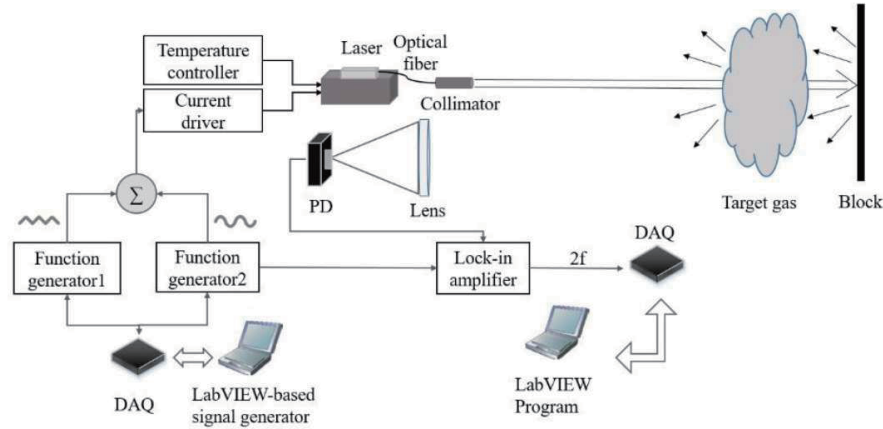 Temperature
controller
Current
driver
Laser
Optical
fiber
Collimator
Target gas
Block
PD
Lens
Σ
Function
generator1
Function
generator2
Lock-in
amplifier
2f
DAQ
DAQ
LabVIEW-based
signal generator
LabVIEW
Program